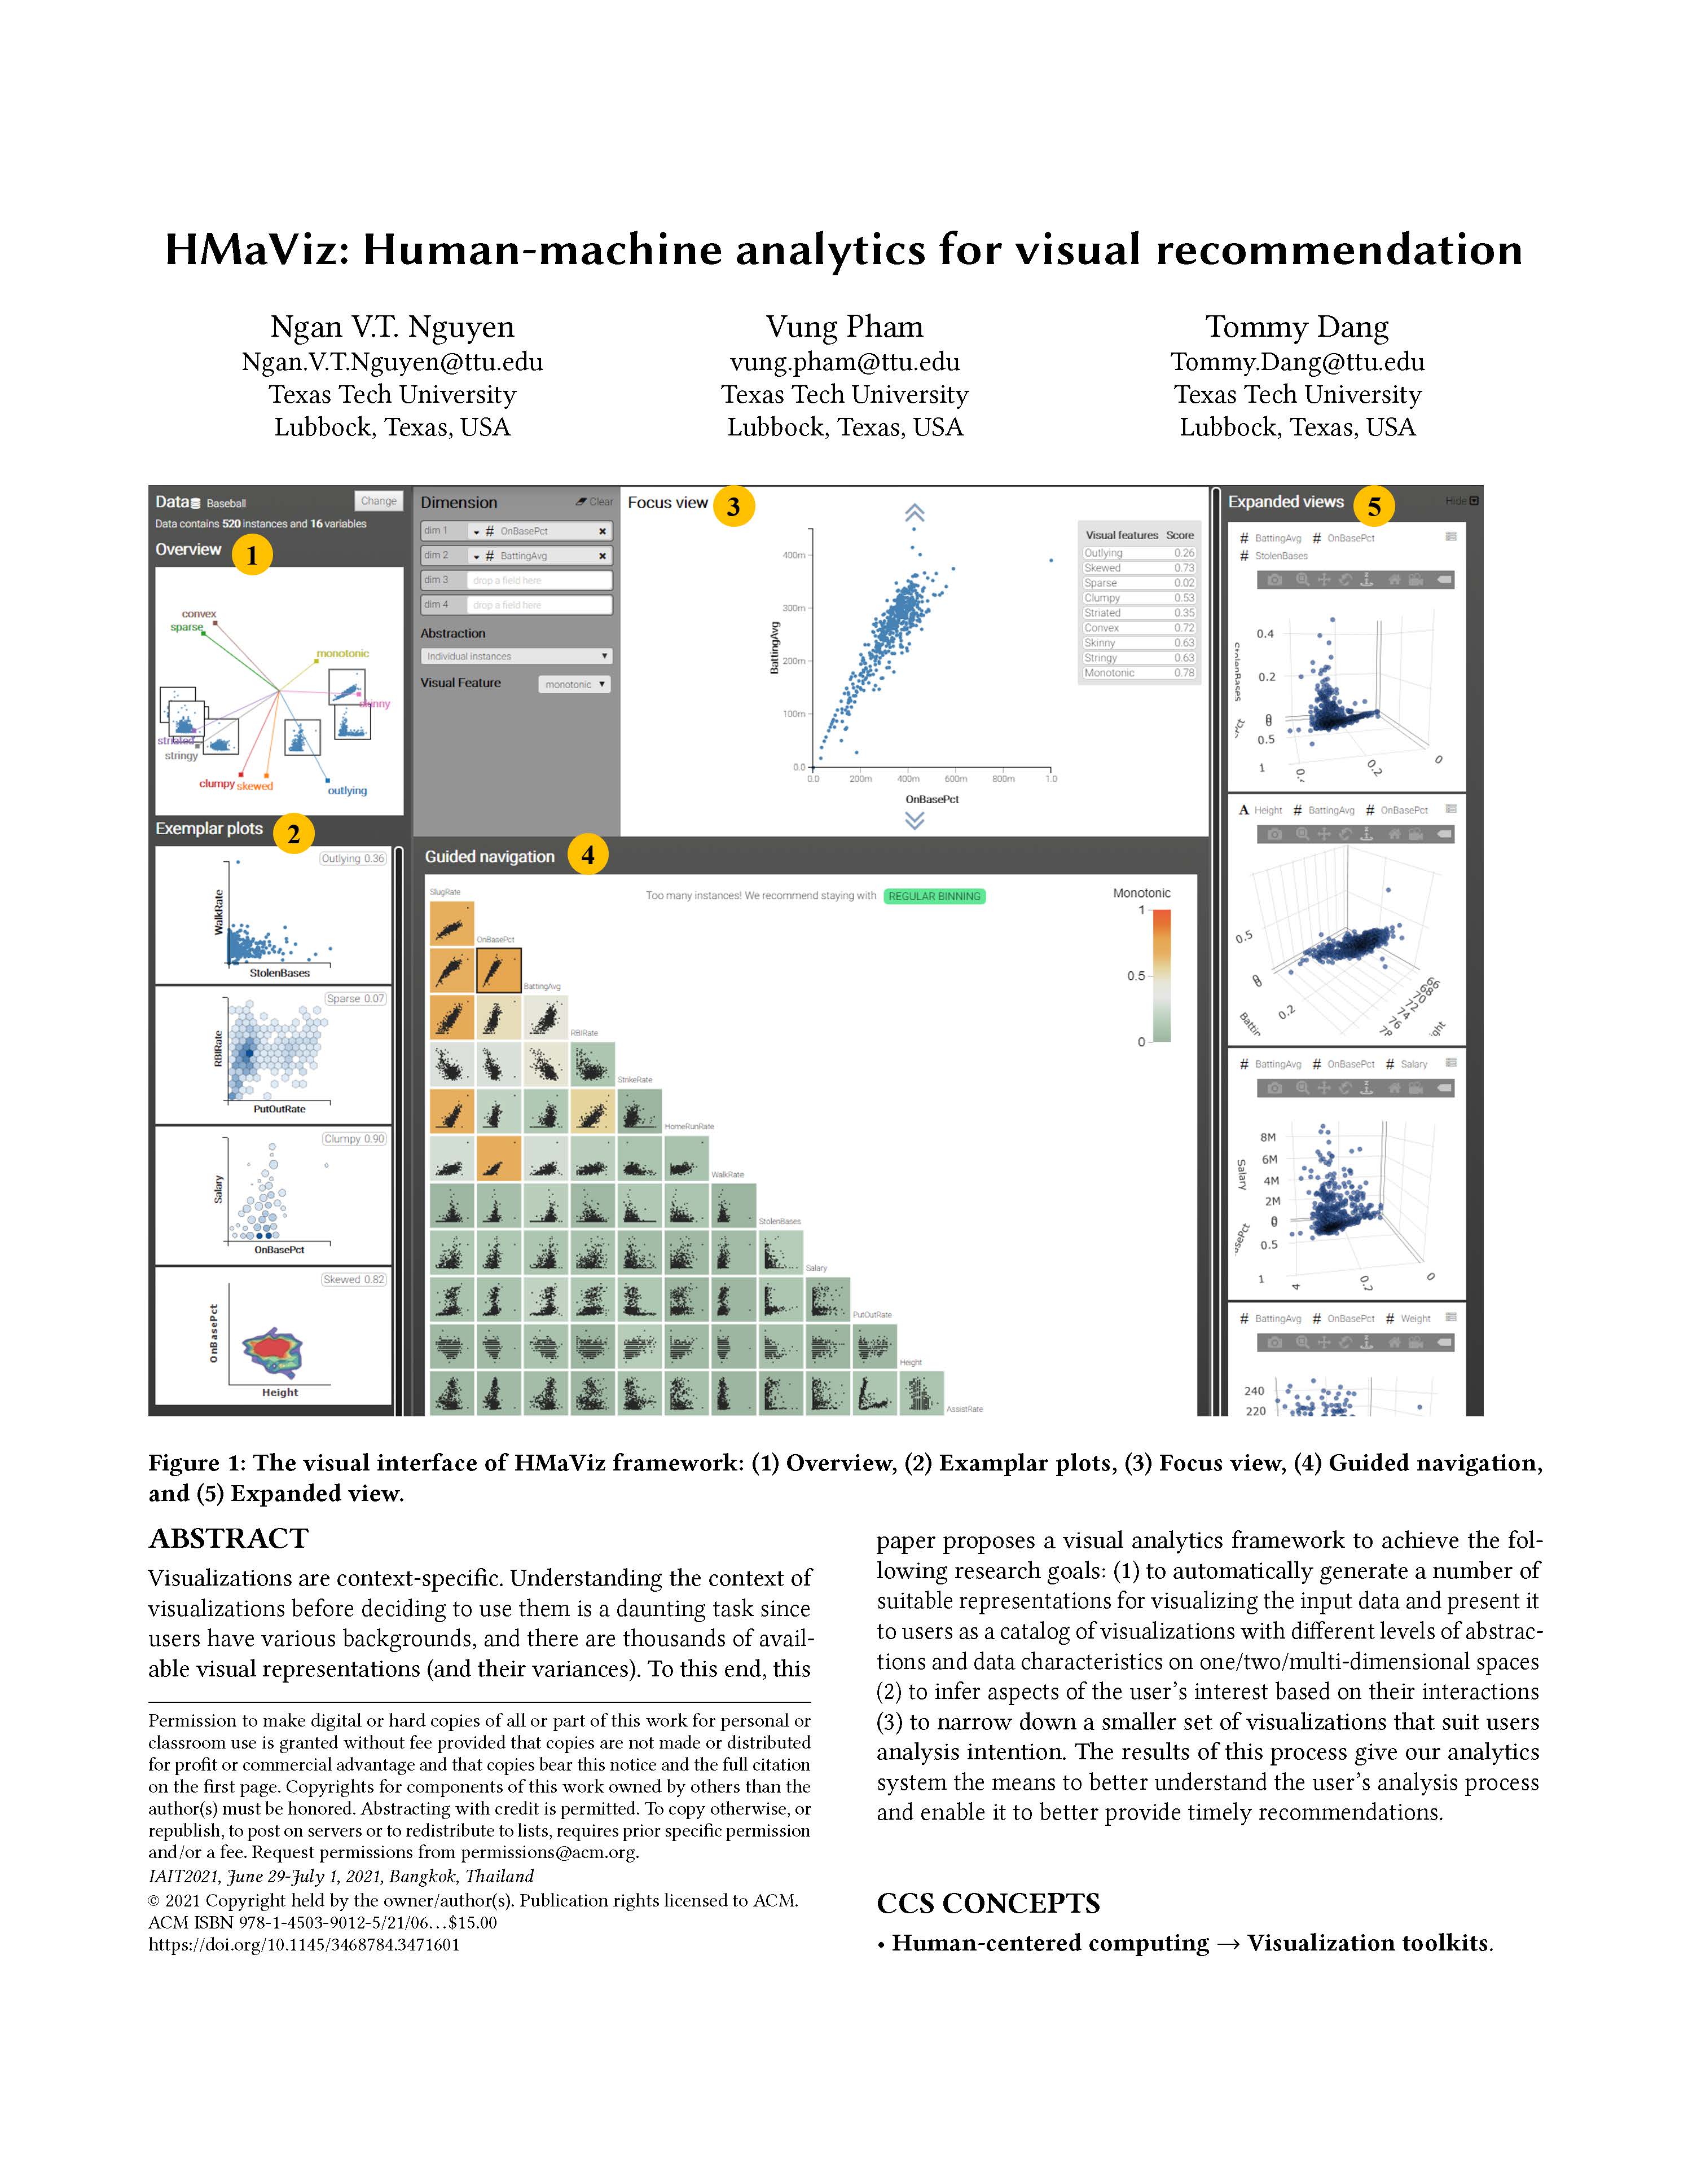 HMaViz: Human-machine analytics for visual recommendation
Ngan V.T. Nguyen
Ngan.V.T.Nguyen@ttu.edu
Texas Tech University
Lubbock, Texas, USA
Vung Pham
vung.pham@ttu.edu
Texas Tech University
Lubbock, Texas, USA
Tommy Dang
Tommy.Dang@ttu.edu
Texas Tech University
Lubbock, Texas, USA
Data Baseball Change
Data contains 520 instances and 16 variables
Overview 1
convex
sparse
monotonic
skinny
striated
stringy
clumpy skewed
outlying
Exemplar plots 2
Outlying 0.36
WalkRate
StolenBases
Sparse 0.07
RBIRate
PutOutRate
Clumpy 0.90
Salary
OnBasePct
Skewed 0.82
OnBasePct
Height
Dimension Clear
dim 1 # OnBasePct
dim 2 # BattingAvg
dim 3 drop a field here
dim 4 drop a field here
Abstraction
Individual instances
Visual Feature monotonic
Focus view 3
400m
300m
200m
100m
0.0
BattingAvg
0.0 200m 400m 600m 800m 1.0
OnBasePct
Visual features Score
Outlying 0.26
Skewed 0.73
Sparse 0.02
Clumpy 0.53
Striated 0.35
Convex 0.72
Skinny 0.63
Stringy 0.63
Monotonic 0.78
Guided navigation 4
Too many instances! We recommend staying with REGULAR BINNING
Monotonic
1
0.5
0
SlugRate
OnBasePct
BattingAvg
RBIRate
StrikeRate
HomeRunRate
WalkRate
StolenBases
Salary
PutOutRate
Height
AssistRate
Expanded views 5 Hide
# BattingAvg # OnBasePct
# StolenBases
StolenBases
0.4
0.2
0
0.5
1
0.2
0
A Height # BattingAvg # OnBasePct
0.5
0
0.2
66
70
72
74
76
78
# BattingAvg # OnBasePct # Salary
Salary
8M
6M
4M
2M
0
0.5
1
0.2
0
# BattingAvg # OnBasePct # Weight
240
220
Figure 1: The visual interface of HMaViz framework: (1) Overview, (2) Examplar plots, (3) Focus view, (4) Guided navigation,
and (5) Expanded view.
ABSTRACT
Visualizations are context-specific. Understanding the context of
visualizations before deciding to use them is a daunting task since
users have various backgrounds, and there are thousands of avail-
able visual representations (and their variances). To this end, this
Permission to make digital or hard copies of all or part of this work for personal or
classroom use is granted without fee provided that copies are not made or distributed
for profit or commercial advantage and that copies bear this notice and the full citation
on the first page. Copyrights for components of this work owned by others than the
author(s) must be honored. Abstracting with credit is permitted. To copy otherwise, or
republish, to post on servers or to redistribute to lists, requires prior specific permission
and/or a fee. Request permissions from permissions@acm.org.
IAIT2021, June 29-July 1, 2021, Bangkok, Thailand
© 2021 Copyright held by the owner/author(s). Publication rights licensed to ACM.
ACM ISBN 978-1-4503-9012-5/21/06…$15.00
https://doi.org/10.1145/3468784.3471601
paper proposes a visual analytics framework to achieve the fol-
lowing research goals: (1) to automatically generate a number of
suitable representations for visualizing the input data and present it
to users as a catalog of visualizations with different levels of abstrac-
tions and data characteristics on one/two/multi-dimensional spaces
(2) to infer aspects of the user's interest based on their interactions
(3) to narrow down a smaller set of visualizations that suit users
analysis intention. The results of this process give our analytics
system the means to better understand the user's analysis process
and enable it to better provide timely recommendations.
CCS CONCEPTS
• Human-centered computing → Visualization toolkits.